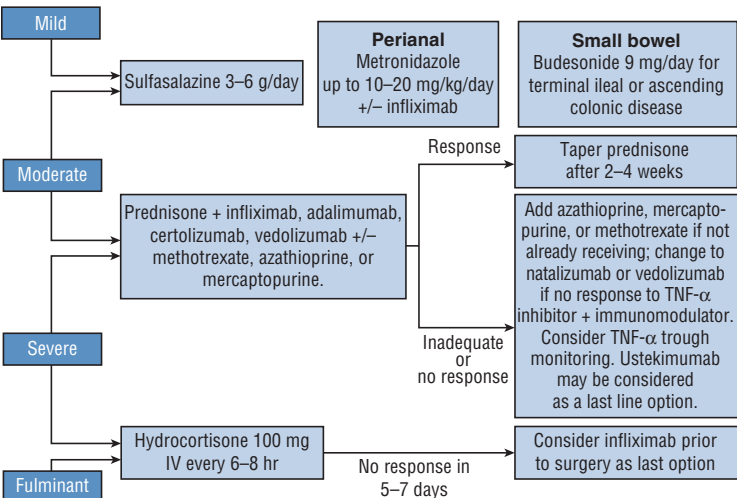 Mild
Sulfasalazine 3–6 g/day
Perianal
Metronidazole
up to 10–20 mg/kg/day
+/– infliximab
Small bowel
Budesonide 9 mg/day for
terminal ileal or ascending
colonic disease
Moderate
Prednisone + infliximab, adalimumab,
certolizumab, vedolizumab +/–
methotrexate, azathioprine, or
mercaptopurine.
Response
Taper prednisone
after 2–4 weeks
Inadequate
or
no response
Add azathioprine, mercapto-
purine, or methotrexate if not
already receiving; change to
natalizumab or vedolizumab
if no response to TNF-α
inhibitor + immunomodulator.
Consider TNF-α trough
monitoring. Ustekimumab
may be considered
as a last line option.
Severe
Hydrocortisone 100 mg
IV every 6–8 hr
No response in
5–7 days
Consider infliximab prior
to surgery as last option
Fulminant